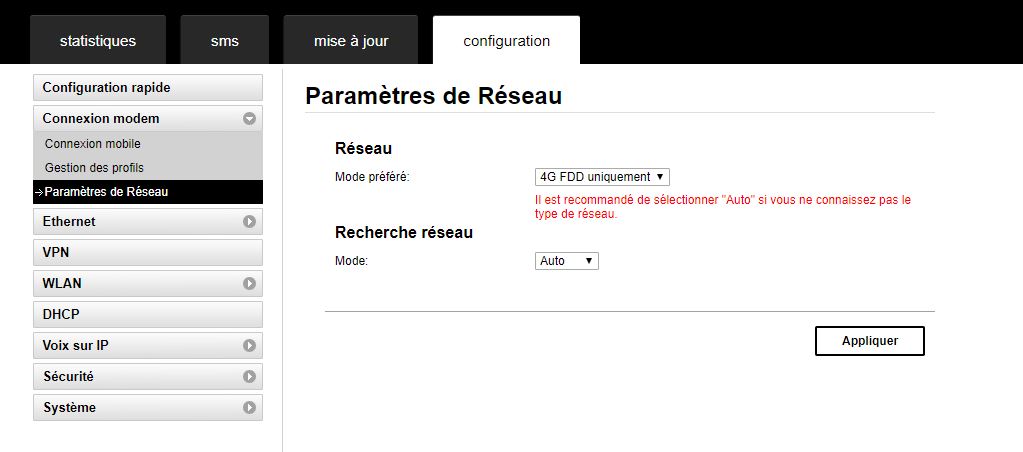 statistiques
sms
mise à jour
configuration
Configuration rapide
Connexion modem
Connexion mobile
Gestion des profils
Paramètres de Réseau
Ethernet
VPN
WLAN
DHCP
Voix sur IP
Sécurité
Système
Paramètres de Réseau
Réseau
Mode préféré:
4G FDD uniquement
Il est recommandé de sélectionner "Auto" si vous ne connaissez pas le
type de réseau.
Recherche réseau
Mode:
Auto
Appliquer